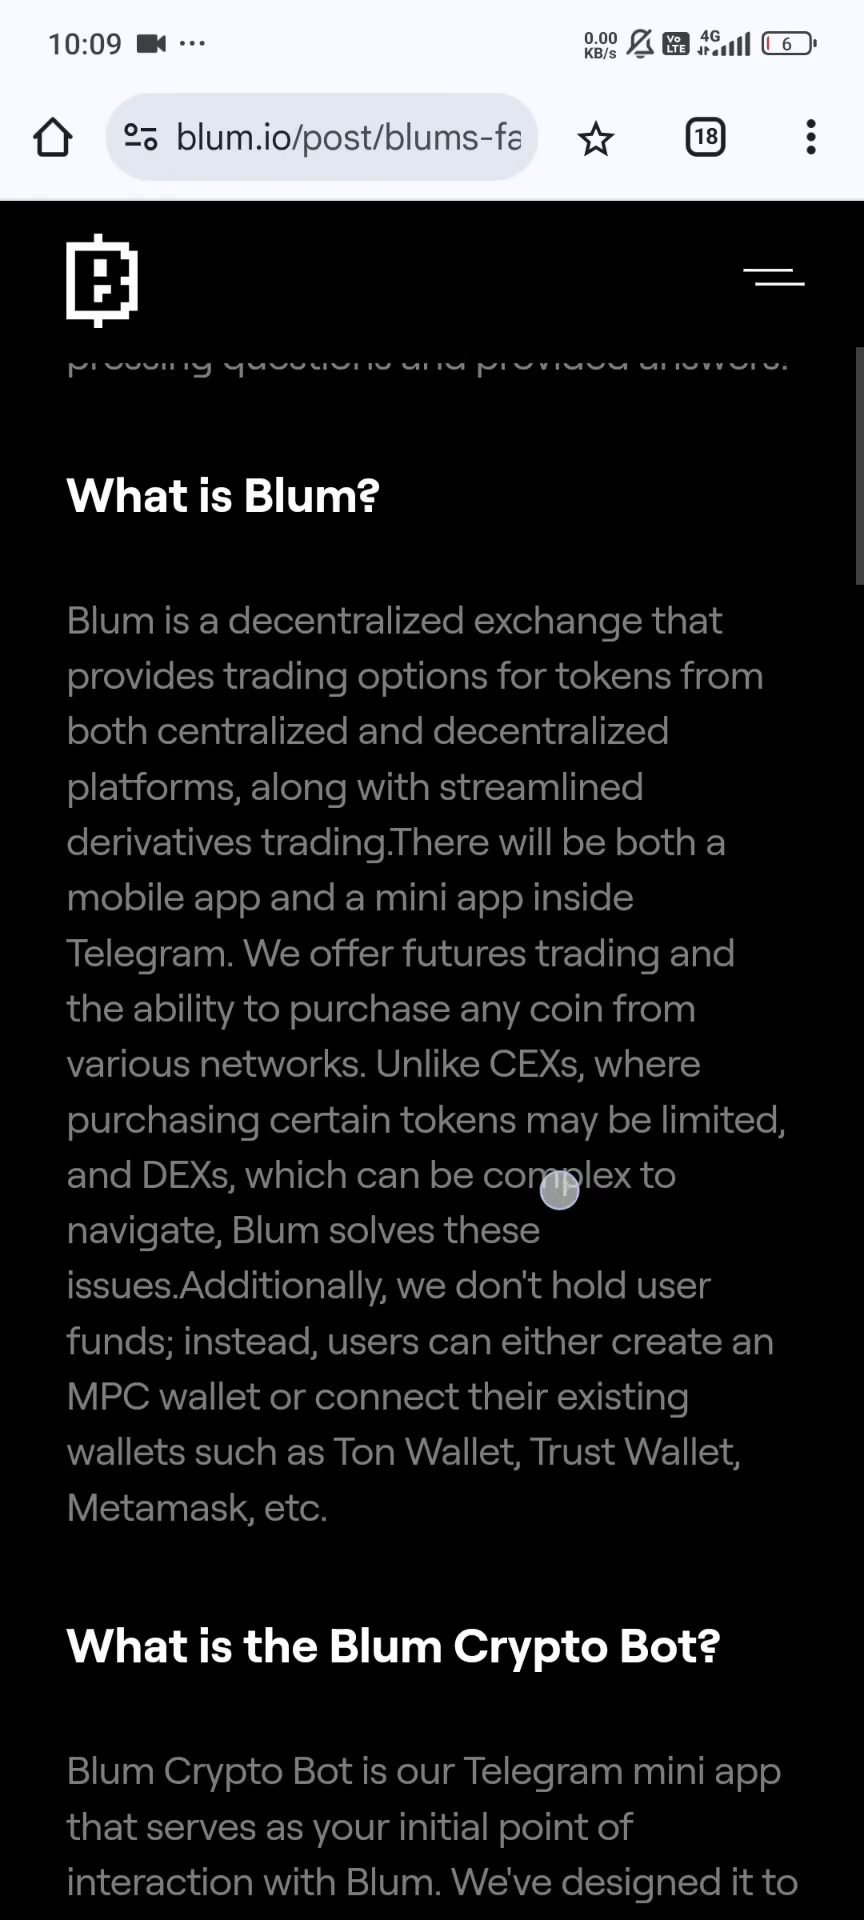 10:09
0.00
KB/s
Vo
LTE
4G
6
blum.io/post/blums-fa
18
pressing questions and provided answers.
What is Blum?
Blum is a decentralized exchange that
provides trading options for tokens from
both centralized and decentralized
platforms, along with streamlined
derivatives trading.There will be both a
mobile app and a mini app inside
Telegram. We offer futures trading and
the ability to purchase any coin from
various networks. Unlike CEXs, where
purchasing certain tokens may be limited,
and DEXs, which can be complex to
navigate, Blum solves these
issues.Additionally, we don't hold user
funds; instead, users can either create an
MPC wallet or connect their existing
wallets such as Ton Wallet, Trust Wallet,
Metamask, etc.
What is the Blum Crypto Bot?
Blum Crypto Bot is our Telegram mini app
that serves as your initial point of
interaction with Blum. We've designed it to